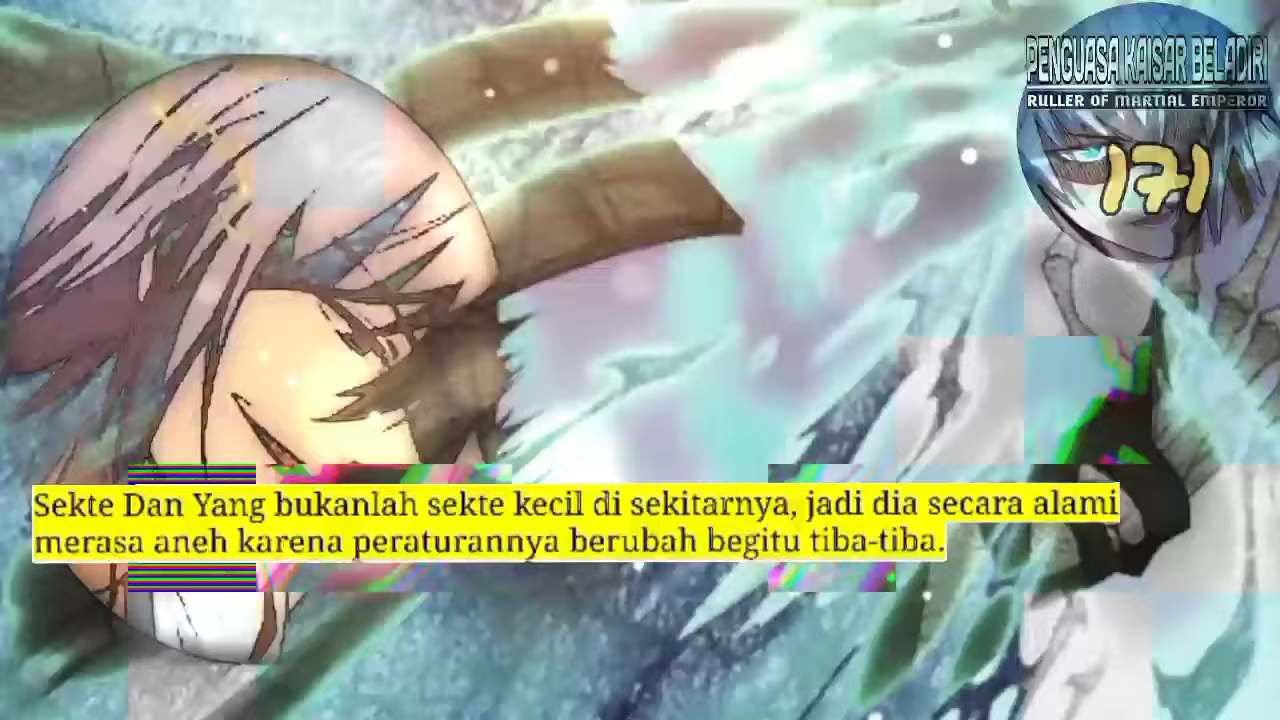 PENGUASA KAISAR BELADIRI
RULLER OF MARTIAL EMPEROR
171
Sekte Dan Yang bukanlah sekte kecil di sekitarnya, jadi dia secara alami
merasa aneh karena peraturannya berubah begitu tiba-tiba.